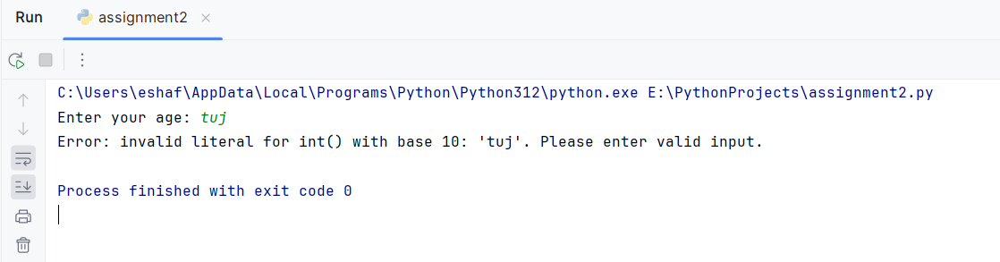 Run assignment2
C:\Users\eshaf\AppData\Local\Programs\Python\Python312\python.exe E:\PythonProjects\assignment2.py
Enter your age: tuj
Error: invalid literal for int() with base 10: 'tuj'. Please enter valid input.
Process finished with exit code 0